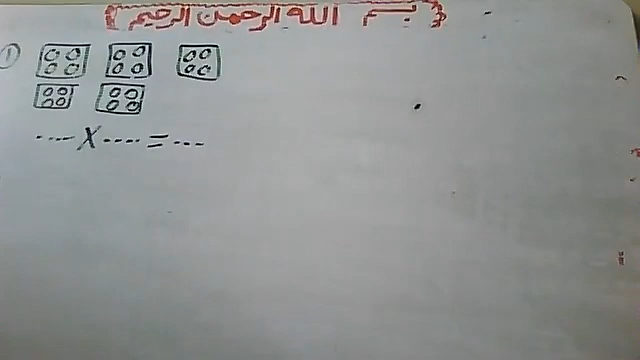 بسم الله الرحمن الرحيم
①
.... X .... = ...